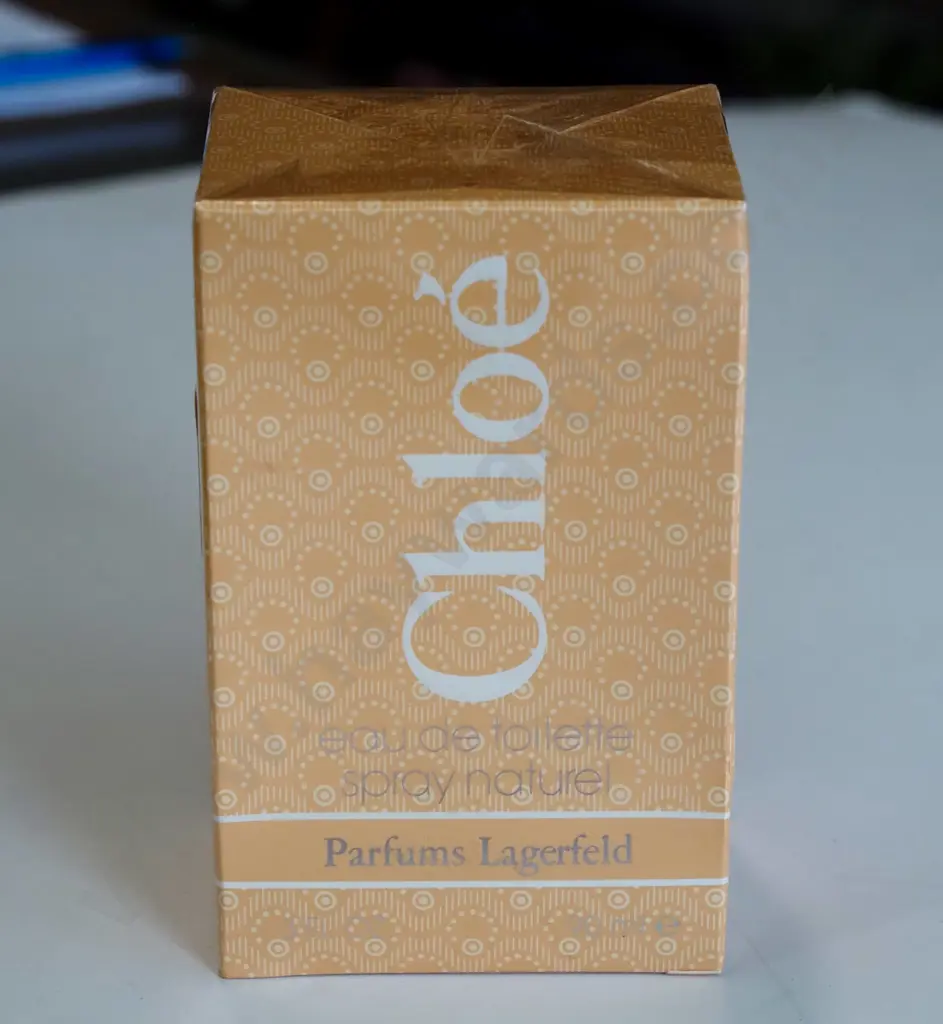 Chloé
eau de toilette
spray naturel
Parfums Lagerfeld